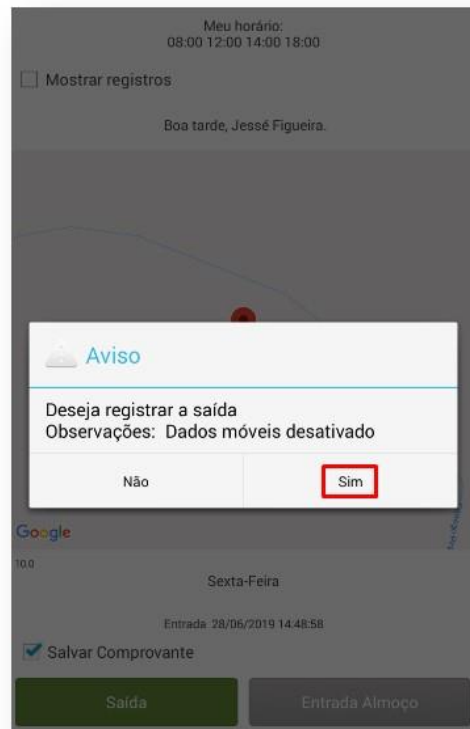 Meu horário:
08:00 12:00 14:00 18:00
Mostrar registros
Boa tarde, Jessé Figueira.
Aviso
Deseja registrar a saída
Observações: Dados móveis desativado
Não
Sim
Google
10.0
Sexta-Feira
Entrada 28/06/2019 14:48:58
Salvar Comprovante
Saída
Entrada Almoço